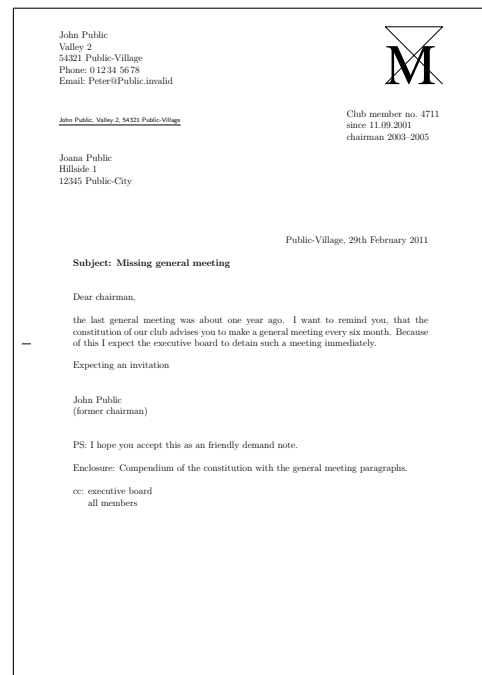 John Public
Valley 2
54321 Public-Village
Phone: 0 12 34 56 78
Email: Peter@Public.invalid
M
John Public, Valley 2, 54321 Public-Village
Club member no. 4711
since 11.09.2001
chairman 2003–2005
Joana Public
Hillside 1
12345 Public-City
Public-Village, 29th February 2011
Subject: Missing general meeting
Dear chairman,
the last general meeting was about one year ago. I want to remind you, that the
constitution of our club advises you to make a general meeting every six month. Because
of this I expect the executive board to detain such a meeting immediately.
Expecting an invitation
John Public
(former chairman)
PS: I hope you accept this as an friendly demand note.
Enclosure: Compendium of the constitution with the general meeting paragraphs.
cc: executive board
all members